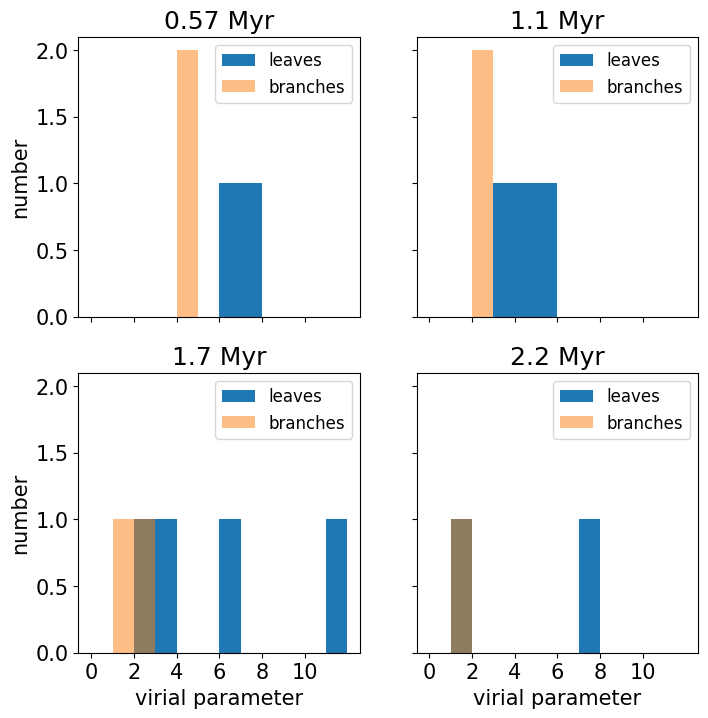 0.57 Myr
1.1 Myr
2.0
1.5
1.0
0.5
0.0
number
leaves
branches
leaves
branches
1.7 Myr
2.2 Myr
2.0
1.5
1.0
0.5
0.0
number
leaves
branches
leaves
branches
0 2 4 6 8 10
0 2 4 6 8 10
virial parameter
virial parameter